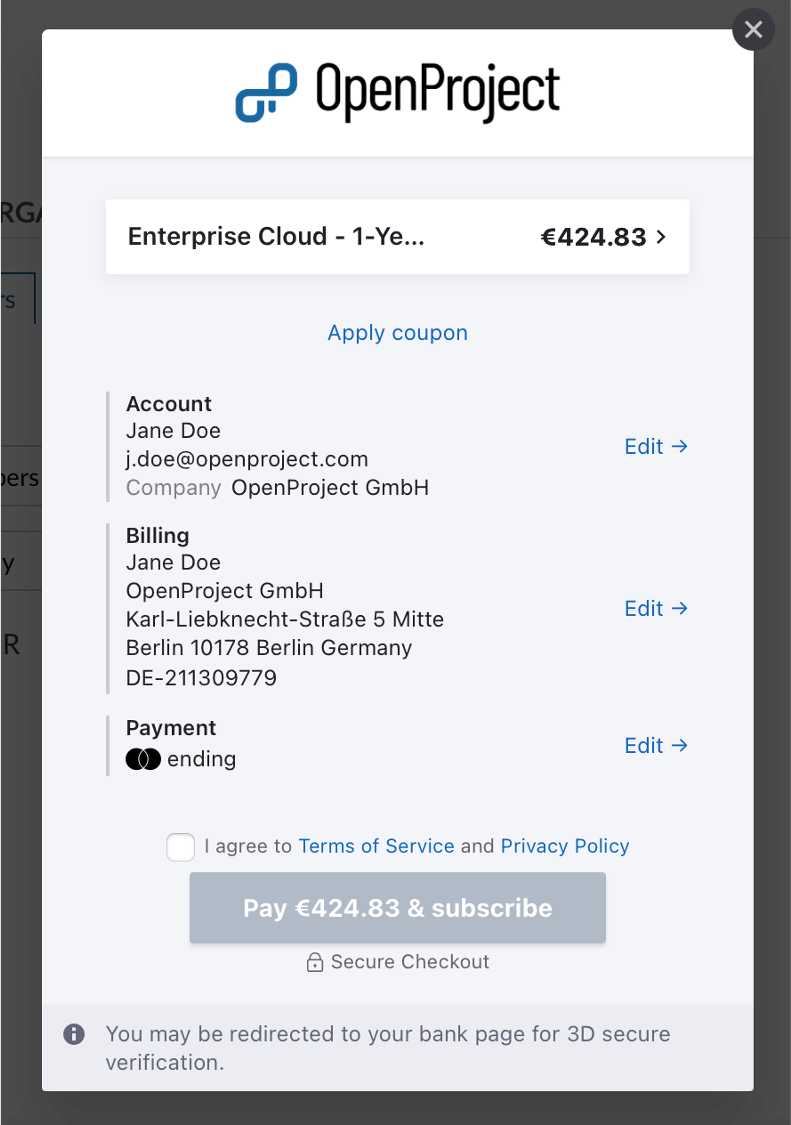 OpenProject
Enterprise Cloud - 1-Ye... €424.83
Apply coupon
Account
Jane Doe
j.doe@openproject.com
Edit →
Company OpenProject GmbH
Billing
Jane Doe
OpenProject GmbH
Karl-Liebknecht-Straße 5 Mitte
Edit →
Berlin 10178 Berlin Germany
DE-211309779
Payment
ending
Edit →
I agree to Terms of Service and Privacy Policy
Pay €424.83 & subscribe
Secure Checkout
You may be redirected to your bank page for 3D secure
verification.